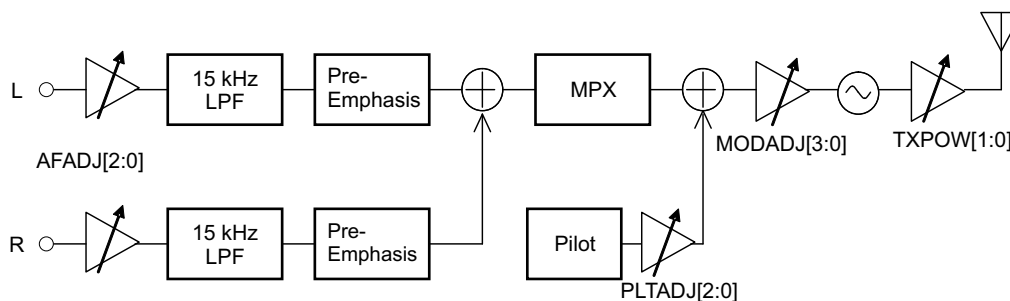 L
15 kHz
LPF
Pre-
Emphasis
MPX
AFADJ[2:0]
MODADJ[3:0]
TXPOW[1:0]
R
15 kHz
LPF
Pre-
Emphasis
Pilot
PLTADJ[2:0]